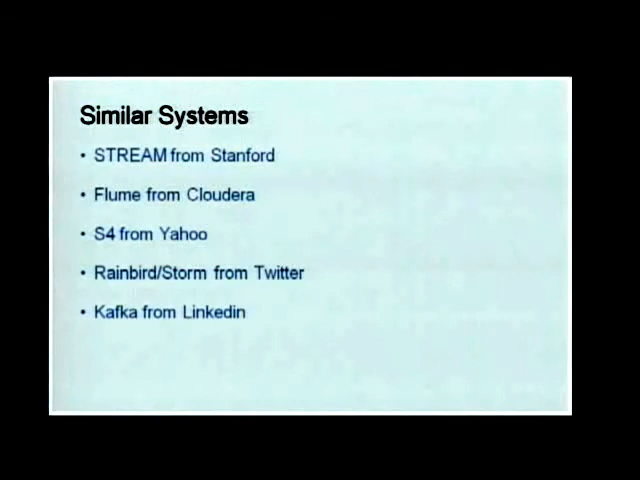 Similar Systems
• STREAM from Stanford
• Flume from Cloudera
• S4 from Yahoo
• Rainbird/Storm from Twitter
• Kafka from Linkedin